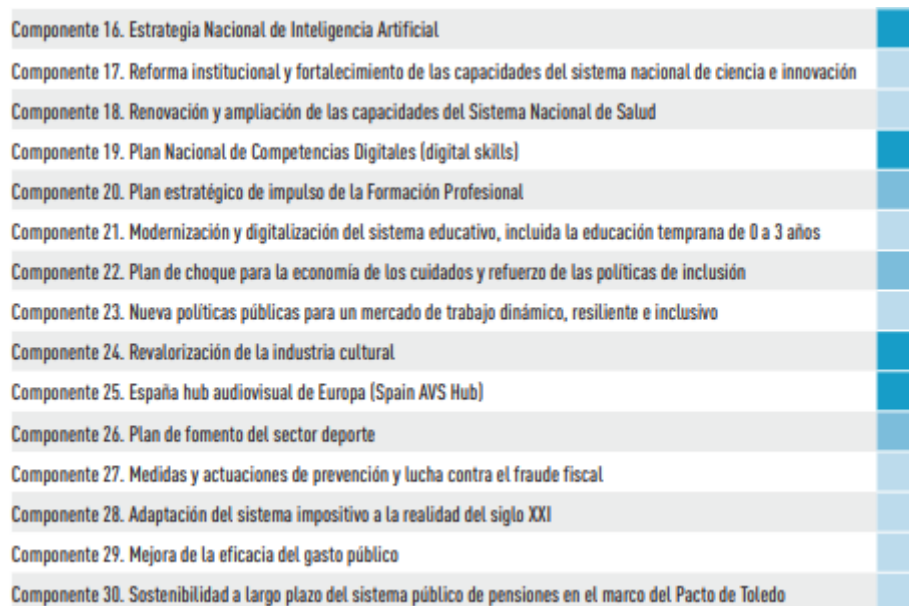 Componente 16. Estrategia Nacional de Inteligencia Artificial
Componente 17. Reforma institucional y fortalecimiento de las capacidades del sistema nacional de ciencia e innovación
Componente 18. Renovación y ampliación de las capacidades del Sistema Nacional de Salud
Componente 19. Plan Nacional de Competencias Digitales (digital skills)
Componente 20. Plan estratégico de impulso de la Formación Profesional
Componente 21. Modernización y digitalización del sistema educativo, incluida la educación temprana de 0 a 3 años
Componente 22. Plan de choque para la economía de los cuidados y refuerzo de las políticas de inclusión
Componente 23. Nueva políticas públicas para un mercado de trabajo dinámico, resiliente e inclusivo
Componente 24. Revalorización de la industria cultural
Componente 25. España hub audiovisual de Europa (Spain AVS Hub)
Componente 26. Plan de fomento del sector deporte
Componente 27. Medidas y actuaciones de prevención y lucha contra el fraude fiscal
Componente 28. Adaptación del sistema impositivo a la realidad del siglo XXI
Componente 29. Mejora de la eficacia del gasto público
Componente 30. Sostenibilidad a largo plazo del sistema público de pensiones en el marco del Pacto de Toledo